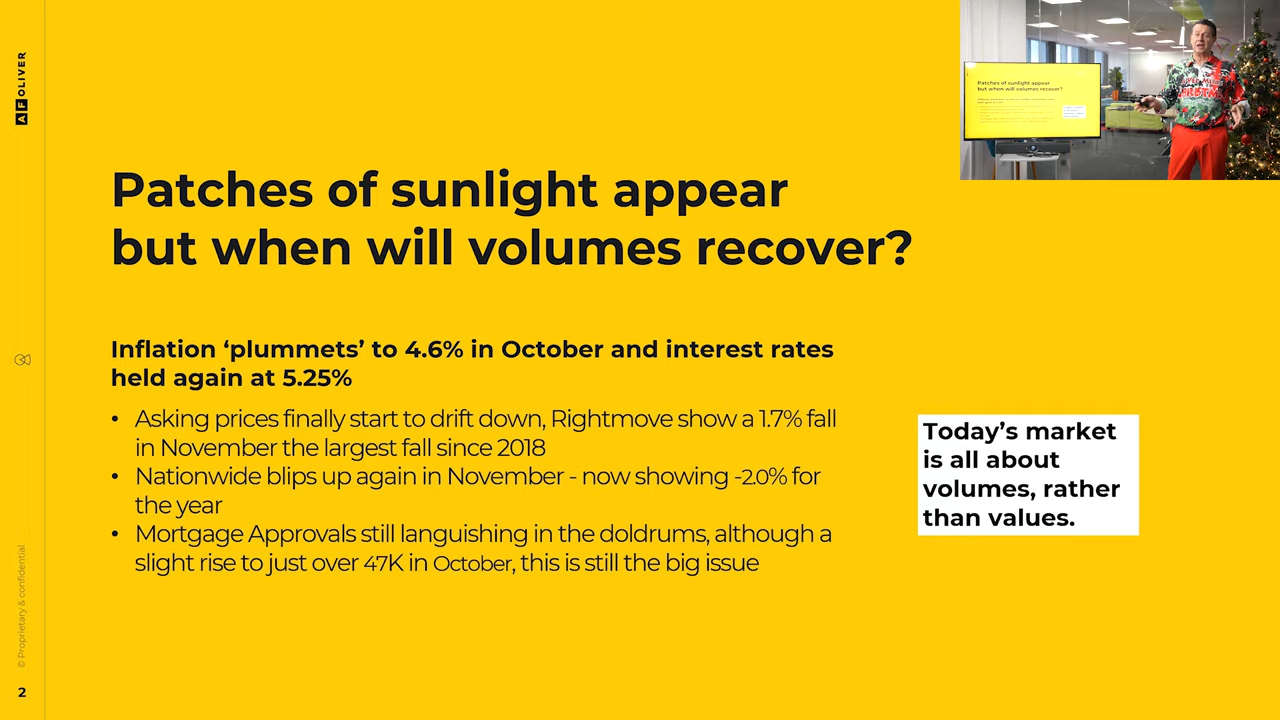 AF OLIVER
Patches of sunlight appear
but when will volumes recover?
Inflation ‘plummets’ to 4.6% in October and interest rates
held again at 5.25%
• Asking prices finally start to drift down, Rightmove show a 1.7% fall
in November the largest fall since 2018
• Nationwide blips up again in November - now showing -2.0% for
the year
• Mortgage Approvals still languishing in the doldrums, although a
slight rise to just over 47K in October, this is still the big issue
Today’s market
is all about
volumes, rather
than values.
© Proprietary & confidential
2
Patches of sunlight appear
but when will volumes recover?